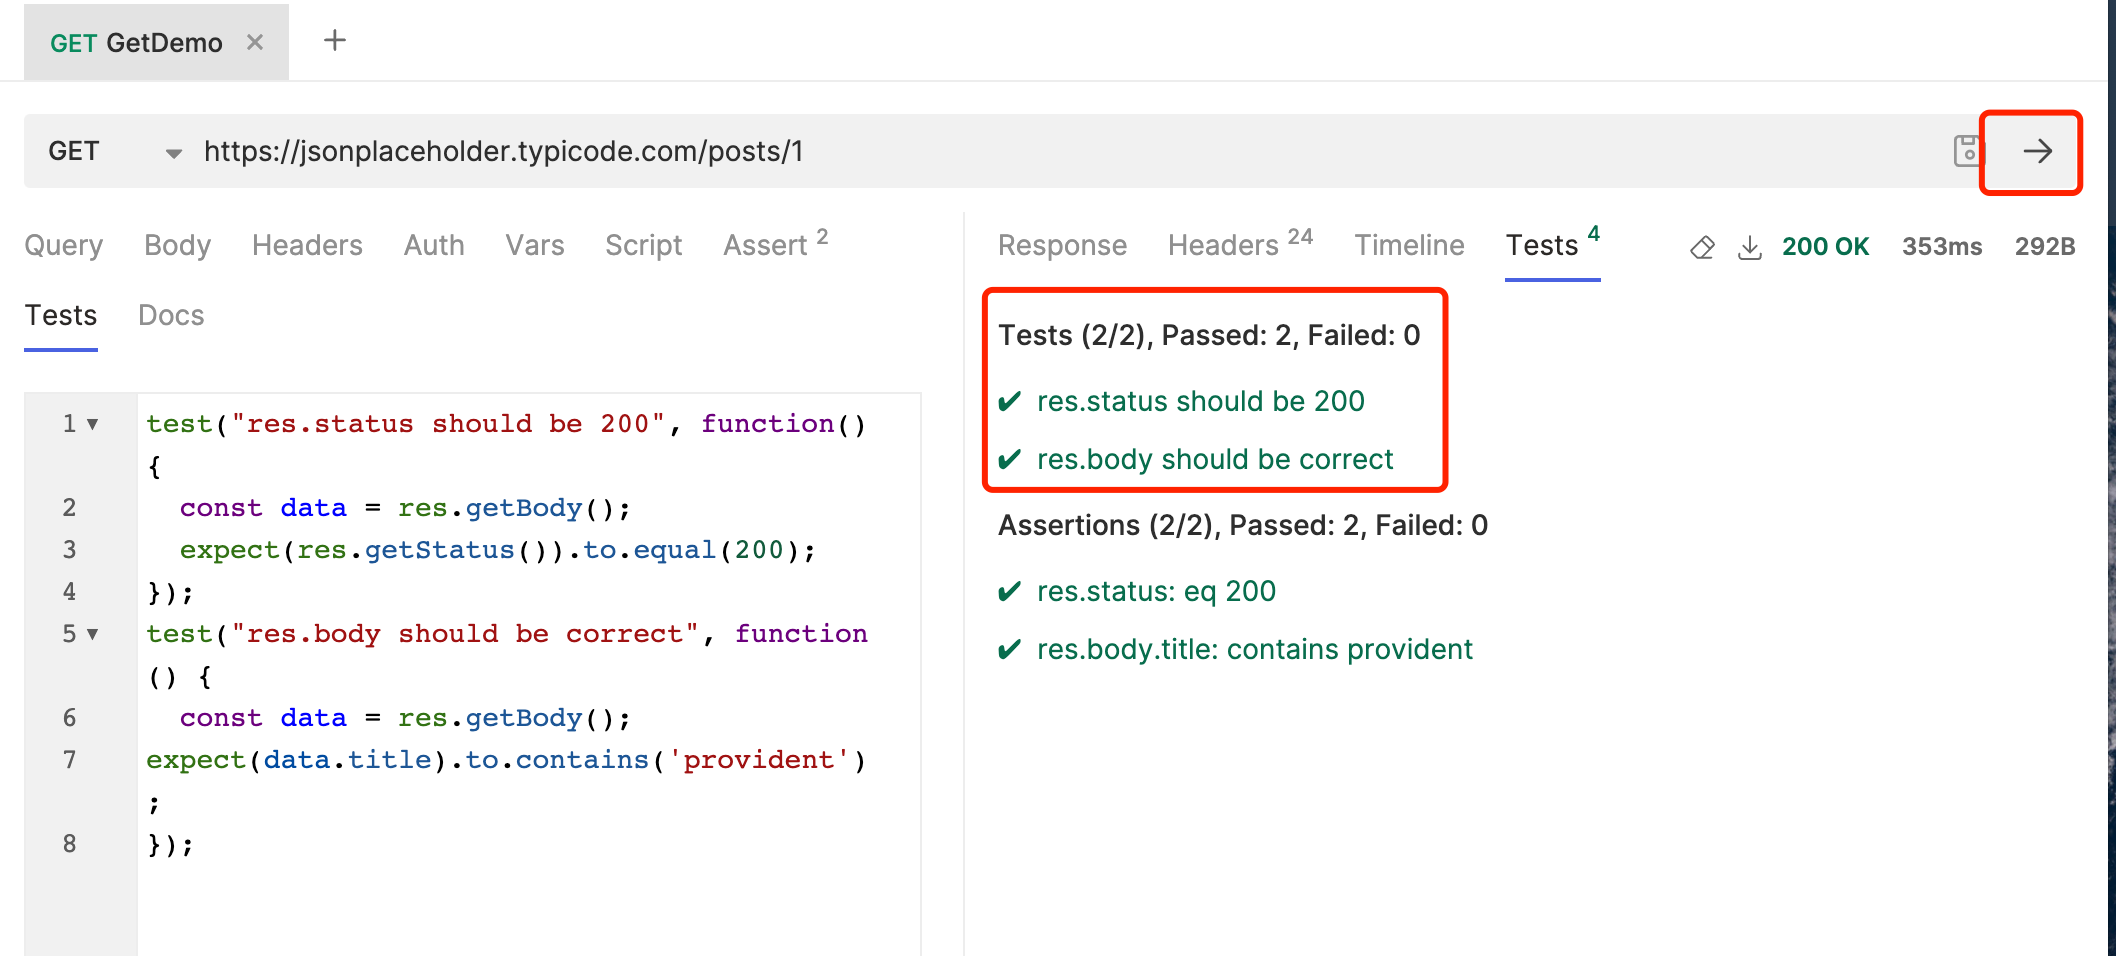 GET GetDemo
GET https://jsonplaceholder.typicode.com/posts/1
Query Body Headers Auth Vars Script Assert 2
Tests Docs
1 test("res.status should be 200", function()
{
2 const data = res.getBody();
3 expect(res.getStatus()).to.equal(200);
4 });
5 test("res.body should be correct", function
() {
6 const data = res.getBody();
7 expect(data.title).to.contains('provident')
;
8 });
Response Headers 24 Timeline Tests 4 200 OK 353ms 292B
Tests (2/2), Passed: 2, Failed: 0
✔ res.status should be 200
✔ res.body should be correct
Assertions (2/2), Passed: 2, Failed: 0
✔ res.status: eq 200
✔ res.body.title: contains provident